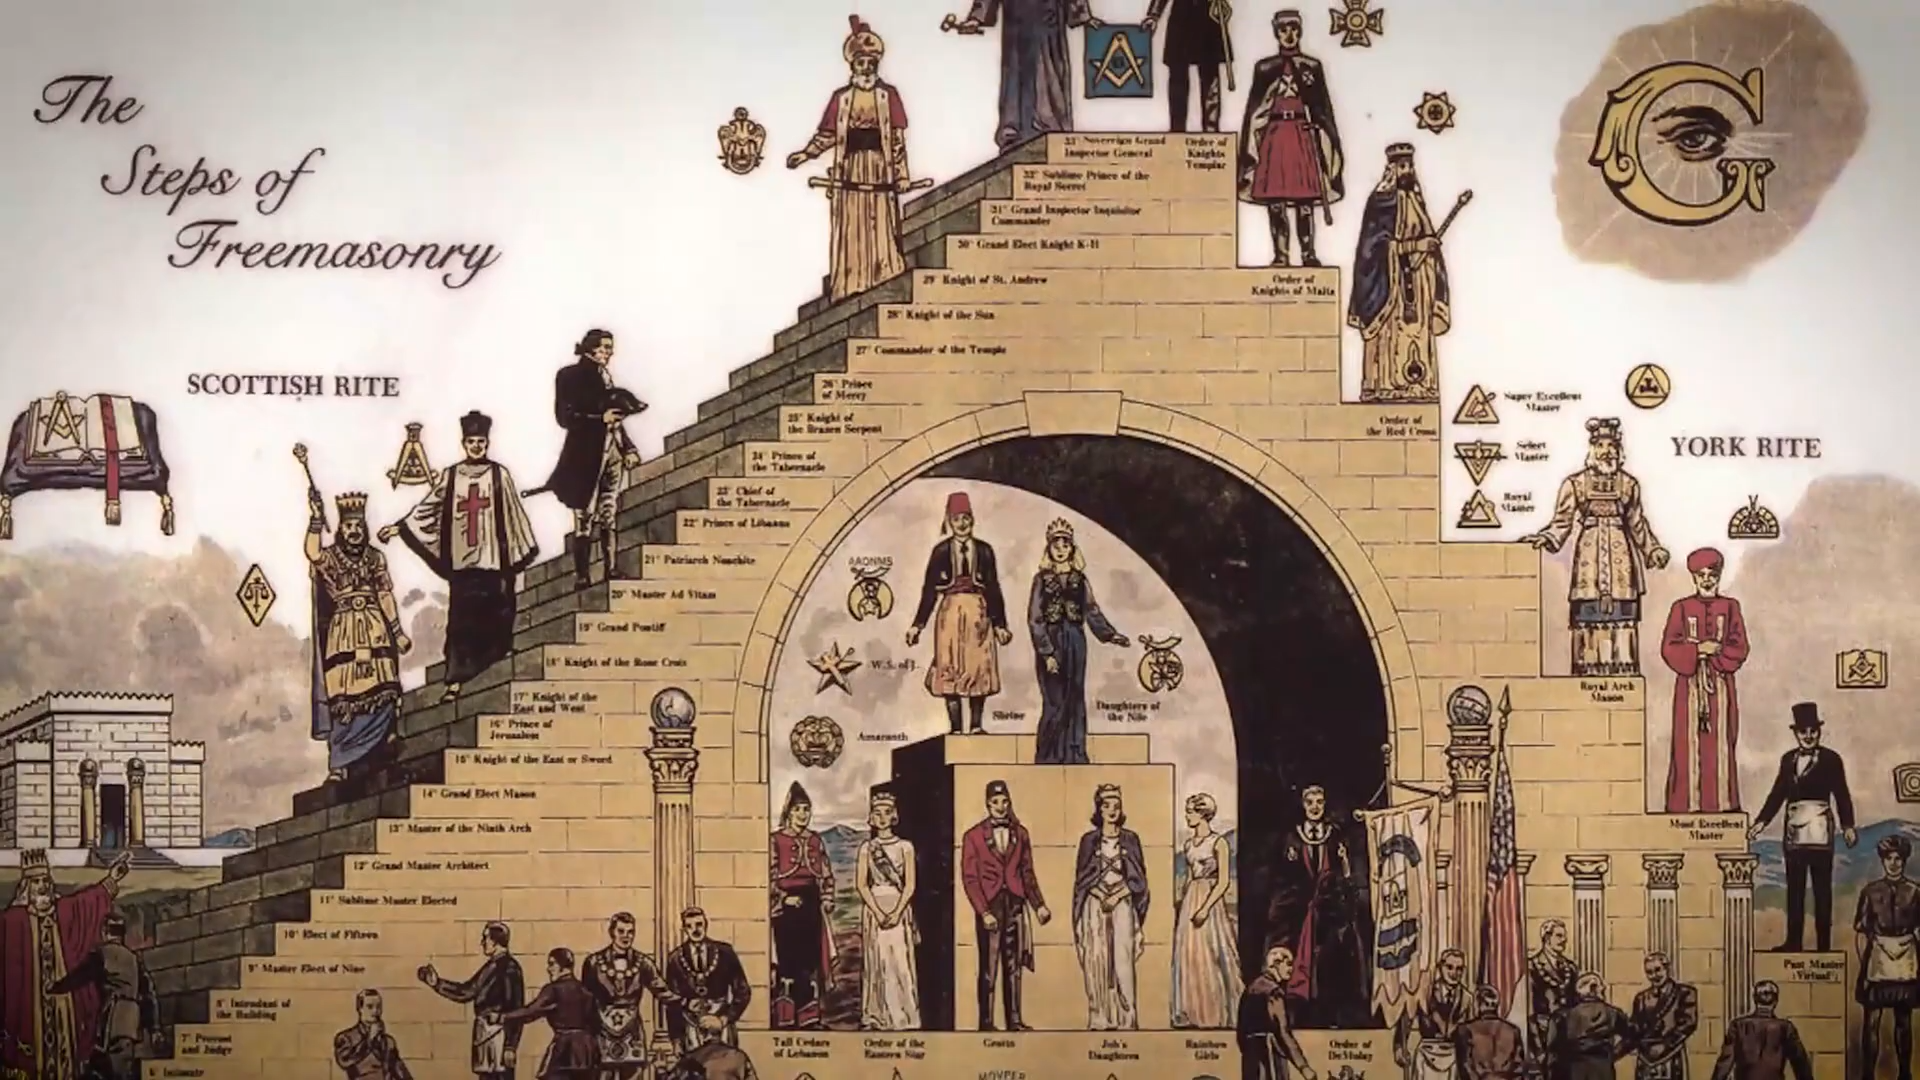 The
Steps of
Freemasonry
SCOTTISH RITE
YORK RITE
G
33° Sovereign Grand
Inspector General
Order of
Knights
Templar
32° Sublime Prince of the
Royal Secret
31° Grand Inspector Inquisitor
Commander
30° Grand Elect Knight K-H
29° Knight of St. Andrew
28° Knight of the Sun
27° Commander of the Temple
26° Prince
of Mercy
25° Knight of
the Brazen Serpent
24° Prince of
the Tabernacle
23° Chief of
the Tabernacle
22° Prince of Libanus
21° Patriarch Noachite
20° Master Ad Vitam
19° Grand Pontiff
18° Knight of the Rose Croix
17° Knight of the
East and West
16° Prince of
Jerusalem
15° Knight of the East or Sword
14° Grand Elect Mason
13° Master of the Ninth Arch
12° Grand Master Architect
11° Sublime Master Elected
10° Elect of Fifteen
9° Master Elect of Nine
8° Intendant of
the Building
7° Provost
and Judge
6° Intimate
Order of
Knights of Malta
Order of
the Red Cross
Super Excellent
Master
Select
Master
Royal
Master
Royal Arch
Mason
Most Excellent
Master
Past Master
(Virtual)
AAONMS
W.S. of J.
Amaranth
Shrine
Daughters of
the Nile
Tall Cedars
of Lebanon
Order of the
Eastern Star
Grotto
MOVPER
Job's
Daughters
Rainbow
Girls
Order of
DeMolay